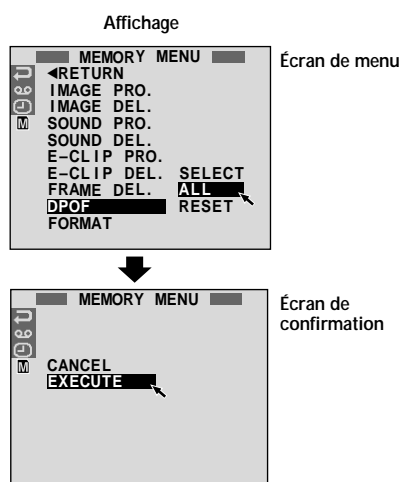 Affichage
MEMORY MENU
Écran de menu
◄RETURN
IMAGE PRO.
IMAGE DEL.
M SOUND PRO.
SOUND DEL.
E–CLIP PRO.
E–CLIP DEL. SELECT
FRAME DEL. ALL
DPOF RESET
FORMAT
MEMORY MENU
Écran de
confirmation
M CANCEL
EXECUTE